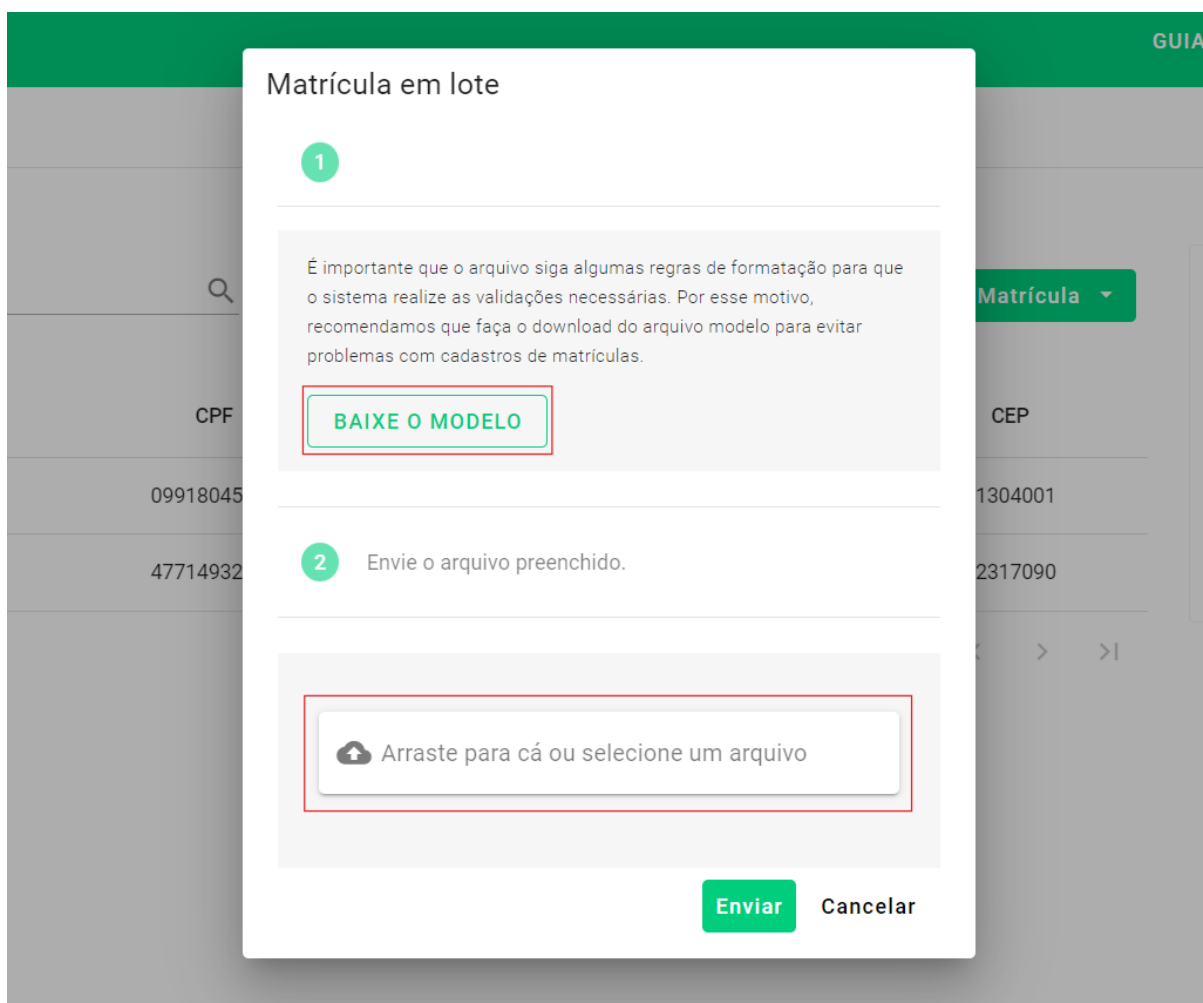 GUIA
Matrícula em lote
1
É importante que o arquivo siga algumas regras de formatação para que
o sistema realize as validações necessárias. Por esse motivo,
recomendamos que faça o download do arquivo modelo para evitar
problemas com cadastros de matrículas.
Matrícula
BAIXE O MODELO
CPF
CEP
09918045
1304001
2 Envie o arquivo preenchido.
47714932
2317090
Arraste para cá ou selecione um arquivo
Enviar Cancelar